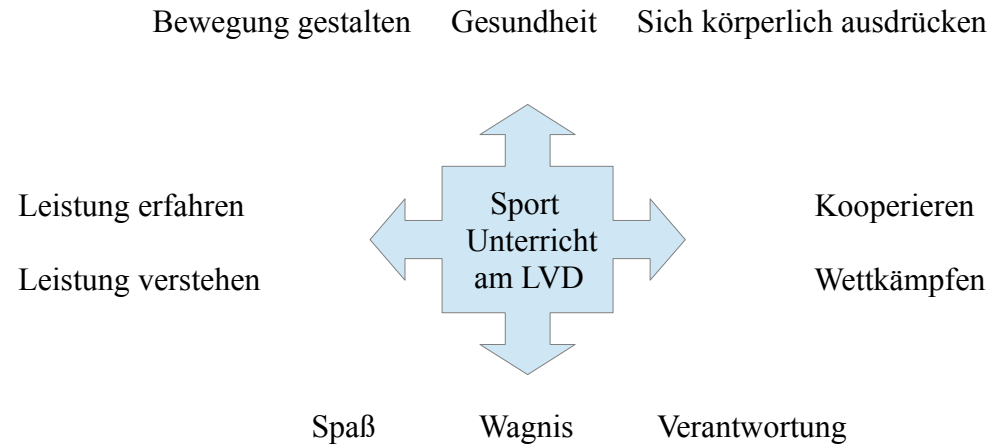 Bewegung gestalten Gesundheit Sich körperlich ausdrücken
Leistung erfahren
Leistung verstehen
Sport
Unterricht
am LVD
Kooperieren
Wettkämpfen
Spaß Wagnis Verantwortung